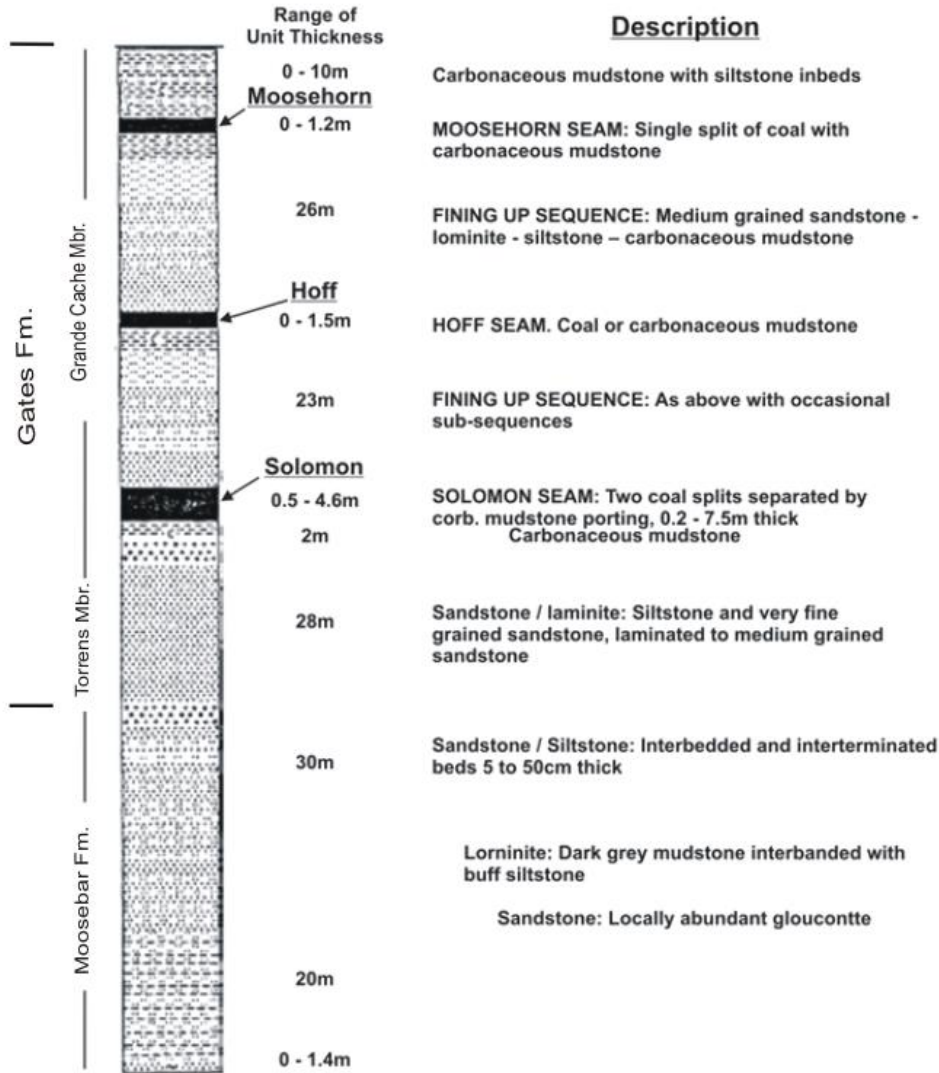 Range of
Unit Thickness
Description
0 - 10m
Carbonaceous mudstone with siltstone inbeds
Moosehorn
0 - 1.2m
MOOSEHORN SEAM: Single split of coal with
carbonaceous mudstone
26m
FINING UP SEQUENCE: Medium grained sandstone -
lominite - siltstone – carbonaceous mudstone
Hoff
0 - 1.5m
HOFF SEAM. Coal or carbonaceous mudstone
23m
FINING UP SEQUENCE: As above with occasional
sub-sequences
Solomon
0.5 - 4.6m
SOLOMON SEAM: Two coal splits separated by
corb. mudstone porting, 0.2 - 7.5m thick
2m
Carbonaceous mudstone
28m
Sandstone / laminite: Siltstone and very fine
grained sandstone, laminated to medium grained
sandstone
30m
Sandstone / Siltstone: Interbedded and interterminated
beds 5 to 50cm thick
Lorninite: Dark grey mudstone interbanded with
buff siltstone
Sandstone: Locally abundant gloucontte
20m
0 - 1.4m
Gates Fm.
Grande Cache Mbr.
Torrens Mbr.
Moosebar Fm.